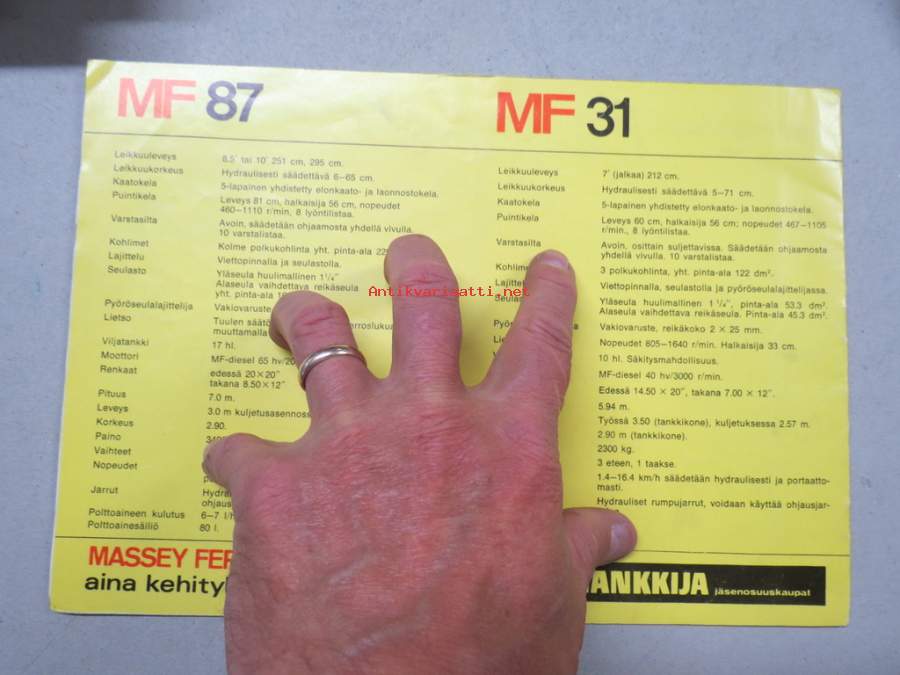 MF 87
Leikkuuleveys 8.5' tai 10' 251 cm, 295 cm.
Leikkuukorkeus Hydraulisesti säädettävä 6–65 cm.
Kaatokela 5-lapainen yhdistetty elonkaato- ja laonnostokela.
Puintikela Leveys 81 cm, halkaisija 56 cm, nopeudet
460–1110 r/min, 8 lyöntilistaa.
Varstasilta Avoin, säädetään ohjaamosta yhdellä vivulla.
10 varstalistaa.
Kohlimet Kolme polkukohlinta yht. pinta-ala
Lajittelu Viettopinnalla ja seulastolla.
Seulasto Yläseula huulimallinen 1¼"
Alaseula vaihdettava reikäseula
yht. pinta-ala
Pyöröseulalajittelija Vakiovaruste,
Lietso Tuulen
muuttamalla
Viljatankki 17 hl.
Moottori MF-diesel 65 hv/
Renkaat edessä 20×20"
takana 8.50×12"
Pituus 7.0 m.
Leveys 3.0 m kuljetusasennossa
Korkeus 2.90.
Paino
Vaihteet
Nopeudet
Jarrut
Polttoaineen kulutus 6–7 l/h
Polttoainesäiliö 80 l.
MASSEY
aina
MF 31
Leikkuuleveys 7' (jalkaa) 212 cm.
Leikkuukorkeus Hydraulisesti säädettävä 5–71 cm.
Kaatokela 5-lapainen yhdistetty elonkaato- ja laonnostokela.
Puintikela Leveys 60 cm, halkaisija 56 cm; nopeudet 467–1105
r/min., 8 lyöntilistaa.
Varstasilta Avoin, osittain suljettavissa. Säädetään ohjaamosta
yhdellä vivulla. 10 varstalistaa.
3 polkukohlinta, yht. pinta-ala 122 dm².
Viettopinnalla, seulastolla ja pyöröseulalajittelijassa.
Yläseula huulimallinen 1¼", pinta-ala 53.3 dm².
Alaseula vaihdettava reikäseula. Pinta-ala 45.3 dm².
Vakiovaruste, reikäkoko 2 × 25 mm.
Nopeudet 805–1640 r/min. Halkaisija 33 cm.
10 hl. Säkitysmahdollisuus.
MF-diesel 40 hv/3000 r/min.
Edessä 14.50 × 20", takana 7.00 × 12".
5.94 m.
Työssä 3.50 (tankkikone), kuljetuksessa 2.57 m.
2.90 m (tankkikone).
2300 kg.
3 eteen, 1 taakse.
1.4–16.4 km/h säädetään hydraulisesti ja portaatto-
masti.
Hydrauliset rumpujarrut, voidaan käyttää ohjausjar-
HANKKIJA jäsenosuuskaupat
Antikvariaatti.net